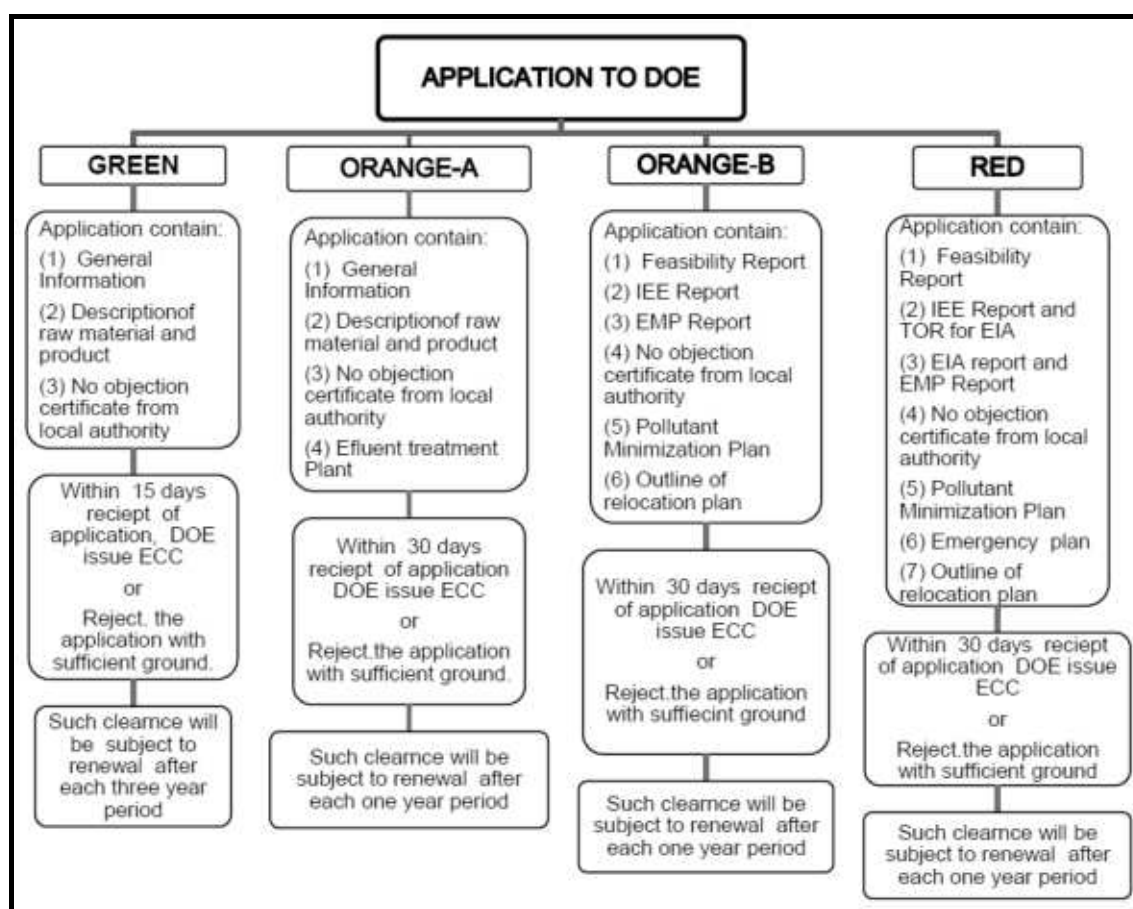 APPLICATION TO DOE
GREEN
Application contain:
(1) General
Information
(2) Descriptionof raw
material and
product
(3) No objection
certificate from
local authority
Within 15 days
reciept of
application, DOE
issue ECC
or
Reject. the
application with
sufficient ground.
Such clearnce will
be subject to
renewal after
each three year
period
ORANGE-A
Application contain:
(1) General
Information
(2) Descriptionof raw
material and product
(3) No objection
certificate from local
authority
(4) Efluent treatment
Plant
Within 30 days
reciept of application
DOE issue ECC
or
Reject.the application
with sufficient ground.
Such clearnce will be
subject to renewal after
each one year period
ORANGE-B
Application contain:
(1) Feasibility Report
(2) IEE Report
(3) EMP Report
(4) No objection
certificate from local
authority
(5) Pollutant
Minimization Plan
(6) Outline of
relocation plan
Within 30 days reciept
of application DOE
issue ECC
or
Reject.the application
with suffiecint ground
Such clearnce will be
subject to renewal after
each one year period
RED
Application contain:
(1) Feasibility
Report
(2) IEE Report and
TOR for EIA
(3) EIA report and
EMP Report
(4) No objection
certificate from local
authority
(5) Pollutant
Minimization Plan
(6) Emergency plan
(7) Outline of
relocation plan
Within 30 days reciept
of application DOE issue
ECC
or
Reject.the application
with sufficient ground
Such clearnce will be
subject to renewal after
each one year period